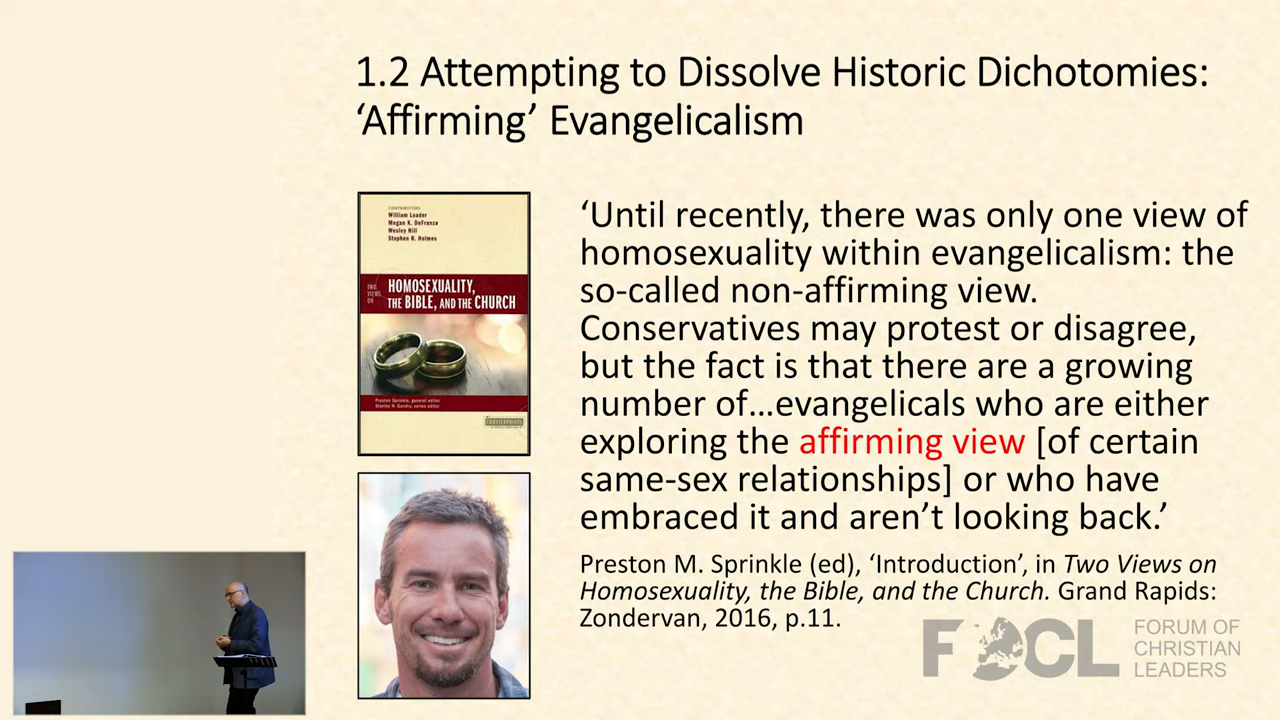 1.2 Attempting to Dissolve Historic Dichotomies:
‘Affirming’ Evangelicalism
CONTRIBUTORS
William Loader
Megan K. DeFranza
Wesley Hill
Stephen R. Holmes
TWO
VIEWS
ON
HOMOSEXUALITY,
THE BIBLE, AND THE CHURCH
Preston Sprinkle, general editor
Stanley N. Gundry, series editor
COUNTERPOINTS
‘Until recently, there was only one view of
homosexuality within evangelicalism: the
so-called non-affirming view.
Conservatives may protest or disagree,
but the fact is that there are a growing
number of…evangelicals who are either
exploring the affirming view [of certain
same-sex relationships] or who have
embraced it and aren’t looking back.’
Preston M. Sprinkle (ed), ‘Introduction’, in Two Views on
Homosexuality, the Bible, and the Church. Grand Rapids:
Zondervan, 2016, p.11.
FOCL
FORUM OF
CHRISTIAN
LEADERS